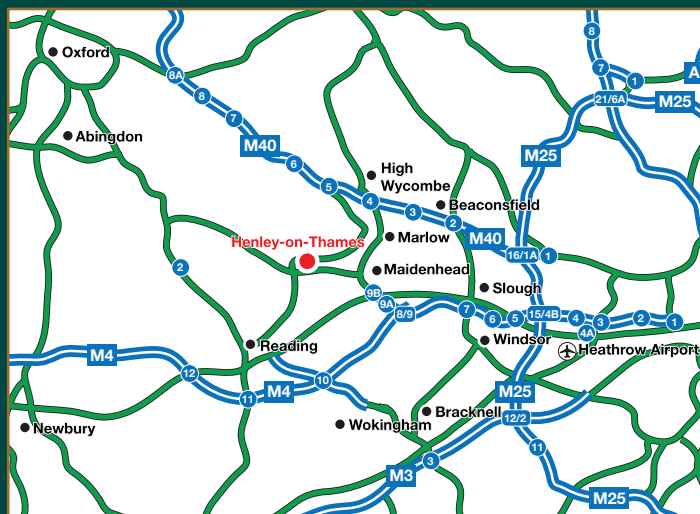 8
Oxford
7
8A
1
A
8
21/6A
M25
7
Abingdon
M40
M25
6
High
Wycombe
5
4
3
Beaconsfield
2
Marlow
M40
Henley-on-Thames
16/1A
1
2
Maidenhead
Slough
9B
9A
8/9
7
6
5
15/4B
4
3
2
1
4A
Windsor
Reading
Heathrow Airport
M4
12
10
M4
11
M25
Bracknell
12/2
Wokingham
Newbury
11
3
M3
M25